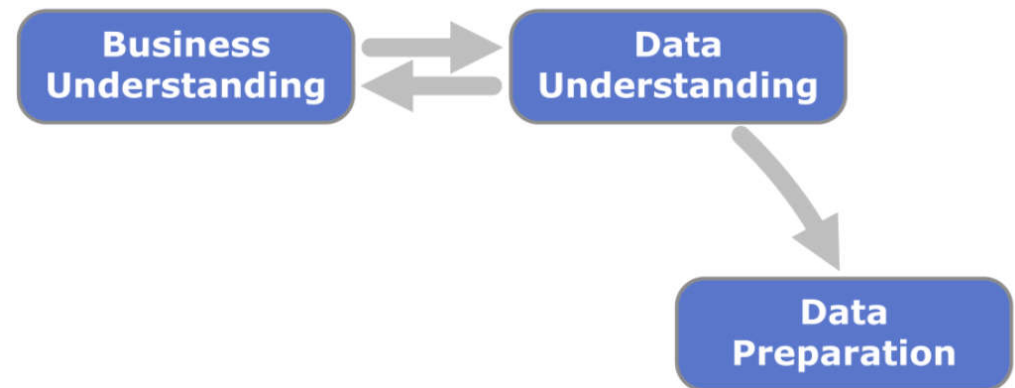 Business
Understanding
Data
Understanding
Data
Preparation